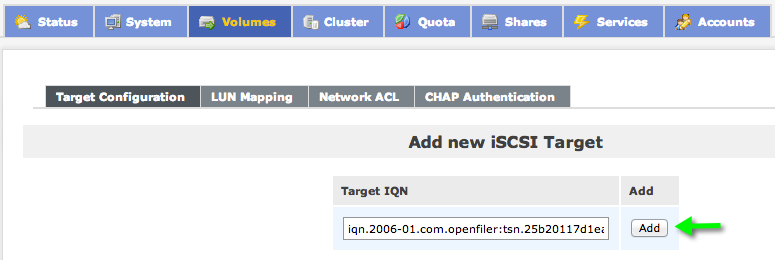 Status System Volumes Cluster Quota Shares Services Accounts
Target Configuration LUN Mapping Network ACL CHAP Authentication
Add new iSCSI Target
Target IQN Add
iqn.2006-01.com.openfiler:tsn.25b20117d1ea Add